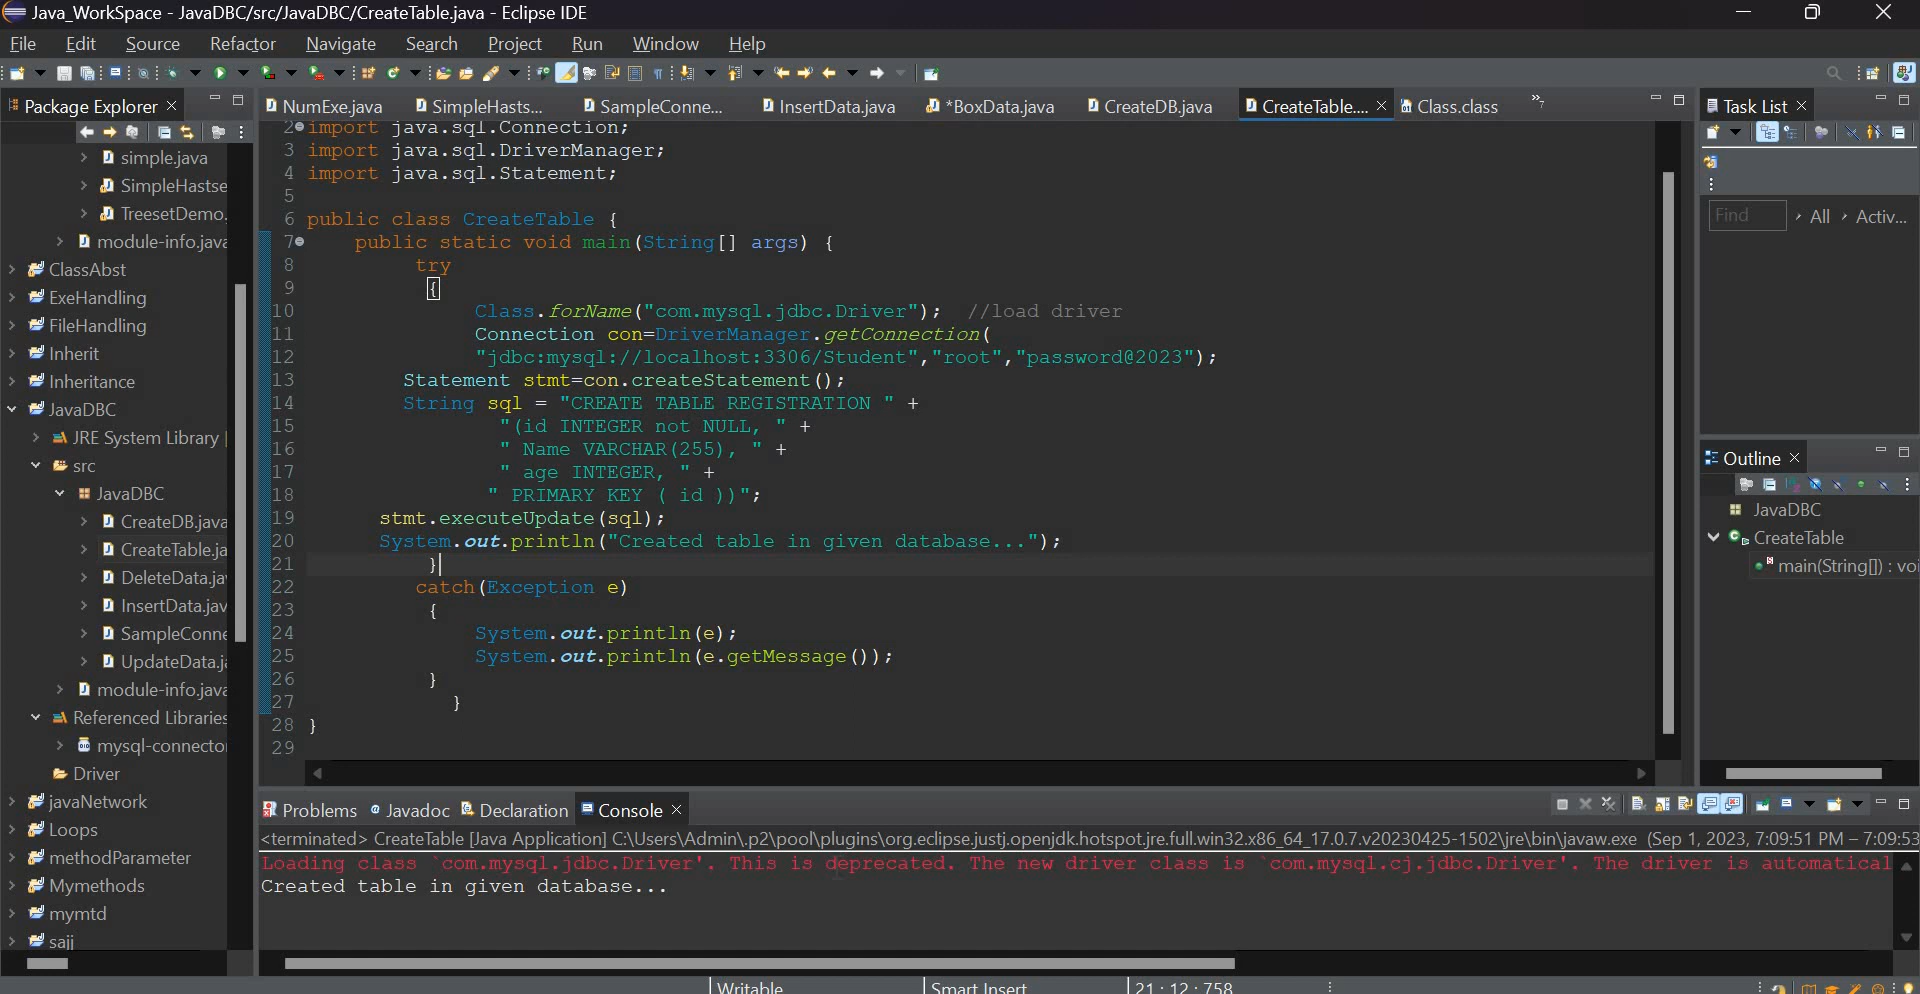 Java_WorkSpace - JavaDBC/src/JavaDBC/CreateTable.java - Eclipse IDE
File Edit Source Refactor Navigate Search Project Run Window Help
Package Explorer
NumExe.java SimpleHasts... SampleConne... InsertData.java *BoxData.java CreateDB.java CreateTable.... Class.class 7
Task List
simple.java
SimpleHastse
TreesetDemo.
module-info.java
ClassAbst
ExeHandling
FileHandling
Inherit
Inheritance
JavaDBC
JRE System Library
src
JavaDBC
CreateDB.java
CreateTable.ja
DeleteData.ja
InsertData.jav
SampleConne
UpdateData.ja
module-info.java
Referenced Libraries
mysql-connector
Driver
javaNetwork
Loops
methodParameter
Mymethods
mymtd
sajj
2 import java.sql.Connection;
3 import java.sql.DriverManager;
4 import java.sql.Statement;
5
6 public class CreateTable {
7 public static void main(String[] args) {
8 try
9 {
10 Class.forName("com.mysql.jdbc.Driver"); //load driver
11 Connection con=DriverManager.getConnection(
12 "jdbc:mysql://localhost:3306/Student","root","password@2023");
13 Statement stmt=con.createStatement();
14 String sql = "CREATE TABLE REGISTRATION " +
15 "(id INTEGER not NULL, " +
16 " Name VARCHAR(255), " +
17 " age INTEGER, " +
18 " PRIMARY KEY ( id ))";
19 stmt.executeUpdate(sql);
20 System.out.println("Created table in given database...");
21 }
22 catch(Exception e)
23 {
24 System.out.println(e);
25 System.out.println(e.getMessage());
26 }
27 }
28 }
29
Find All Activ...
Outline
JavaDBC
CreateTable
main(String[]) : voi
Problems @ Javadoc Declaration Console
<terminated> CreateTable [Java Application] C:\Users\Admin\.p2\pool\plugins\org.eclipse.justj.openjdk.hotspot.jre.full.win32.x86_64_17.0.7.v20230425-1502\jre\bin\javaw.exe (Sep 1, 2023, 7:09:51 PM – 7:09:53
Loading class `com.mysql.jdbc.Driver'. This is deprecated. The new driver class is `com.mysql.cj.jdbc.Driver'. The driver is automatical
Created table in given database...
Writable Smart Insert 21 : 12 : 758